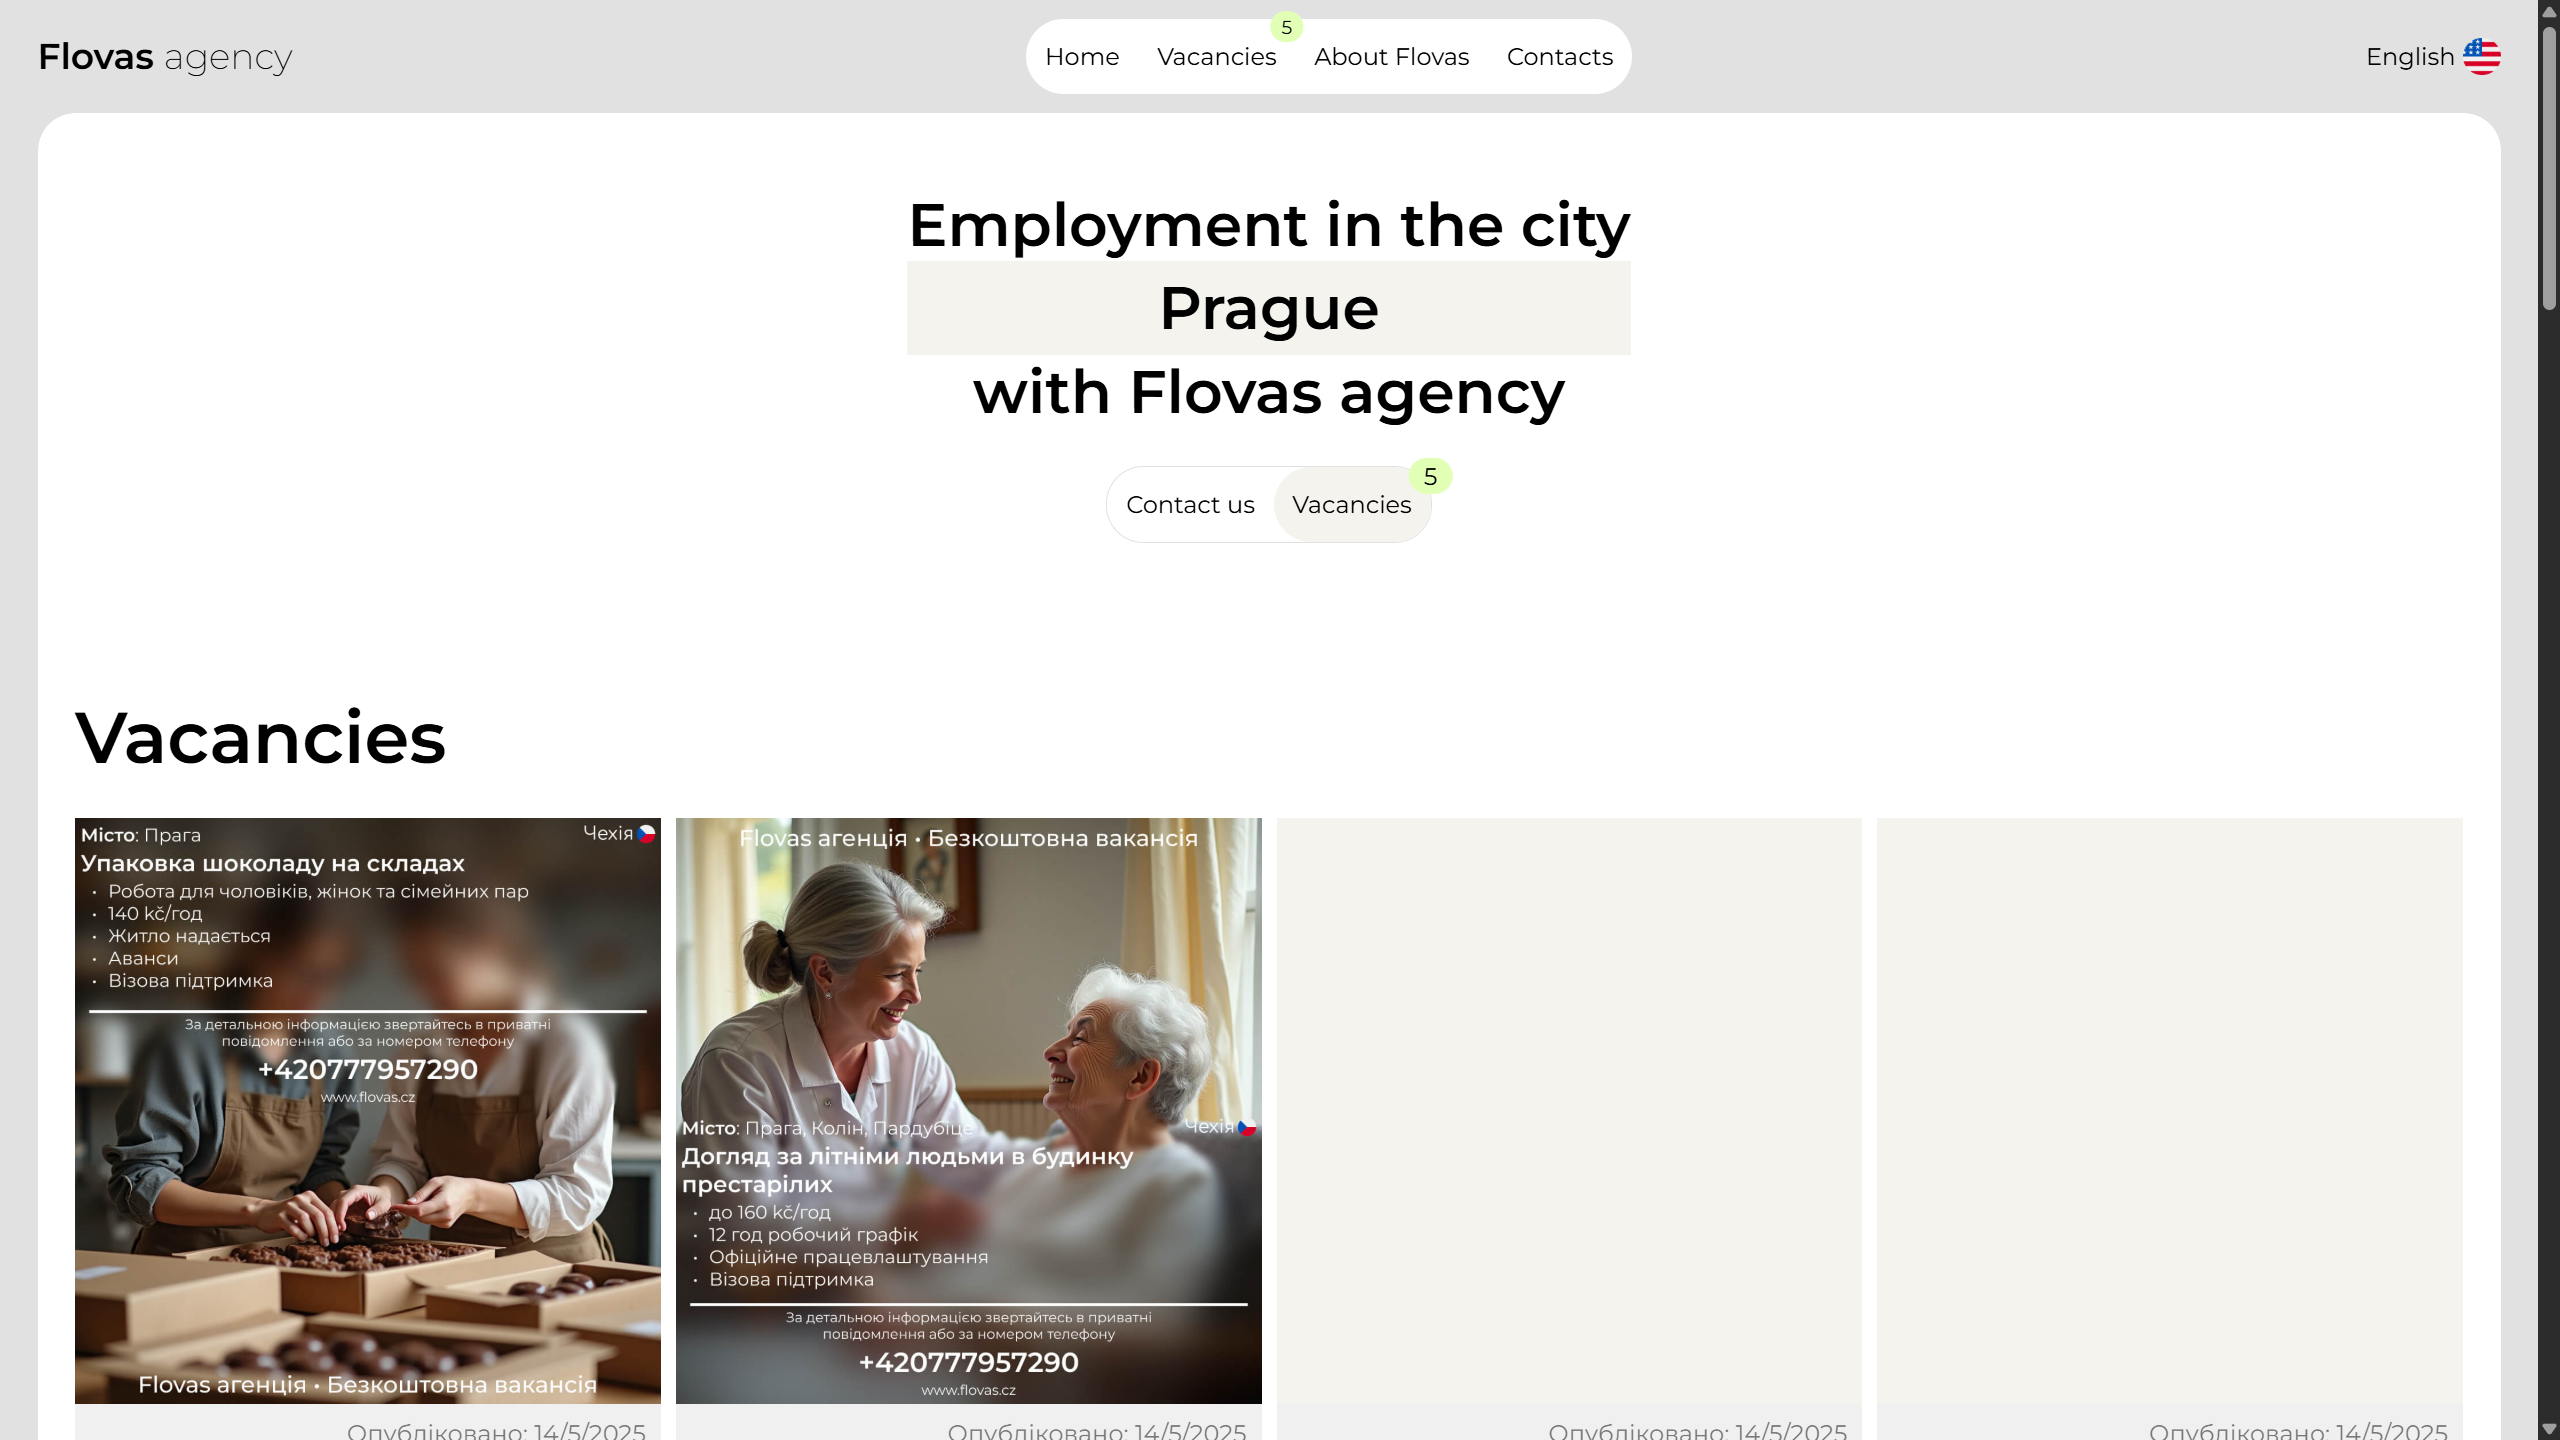 Flovas agency
Home
Vacancies
5
About Flovas
Contacts
English
Employment in the city
Prague
with Flovas agency
Contact us
Vacancies
5
Vacancies
Місто: Прага
Чехія
Упаковка шоколаду на складах
• Робота для чоловіків, жінок та сімейних пар
• 140 kč/год
• Житло надається
• Аванси
• Візова підтримка
За детальною інформацією звертайтесь в приватні
повідомлення або за номером телефону
+420777957290
www.flovas.cz
Flovas агенція • Безкоштовна вакансія
Опубліковано: 14/5/2025
Flovas агенція • Безкоштовна вакансія
Місто: Прага, Колін, Пардубіце
Чехія
Догляд за літніми людьми в будинку
престарілих
• до 160 kč/год
• 12 год робочий графік
• Офіційне працевлаштування
• Візова підтримка
За детальною інформацією звертайтесь в приватні
повідомлення або за номером телефону
+420777957290
www.flovas.cz
Опубліковано: 14/5/2025
Опубліковано: 14/5/2025
Опубліковано: 14/5/2025